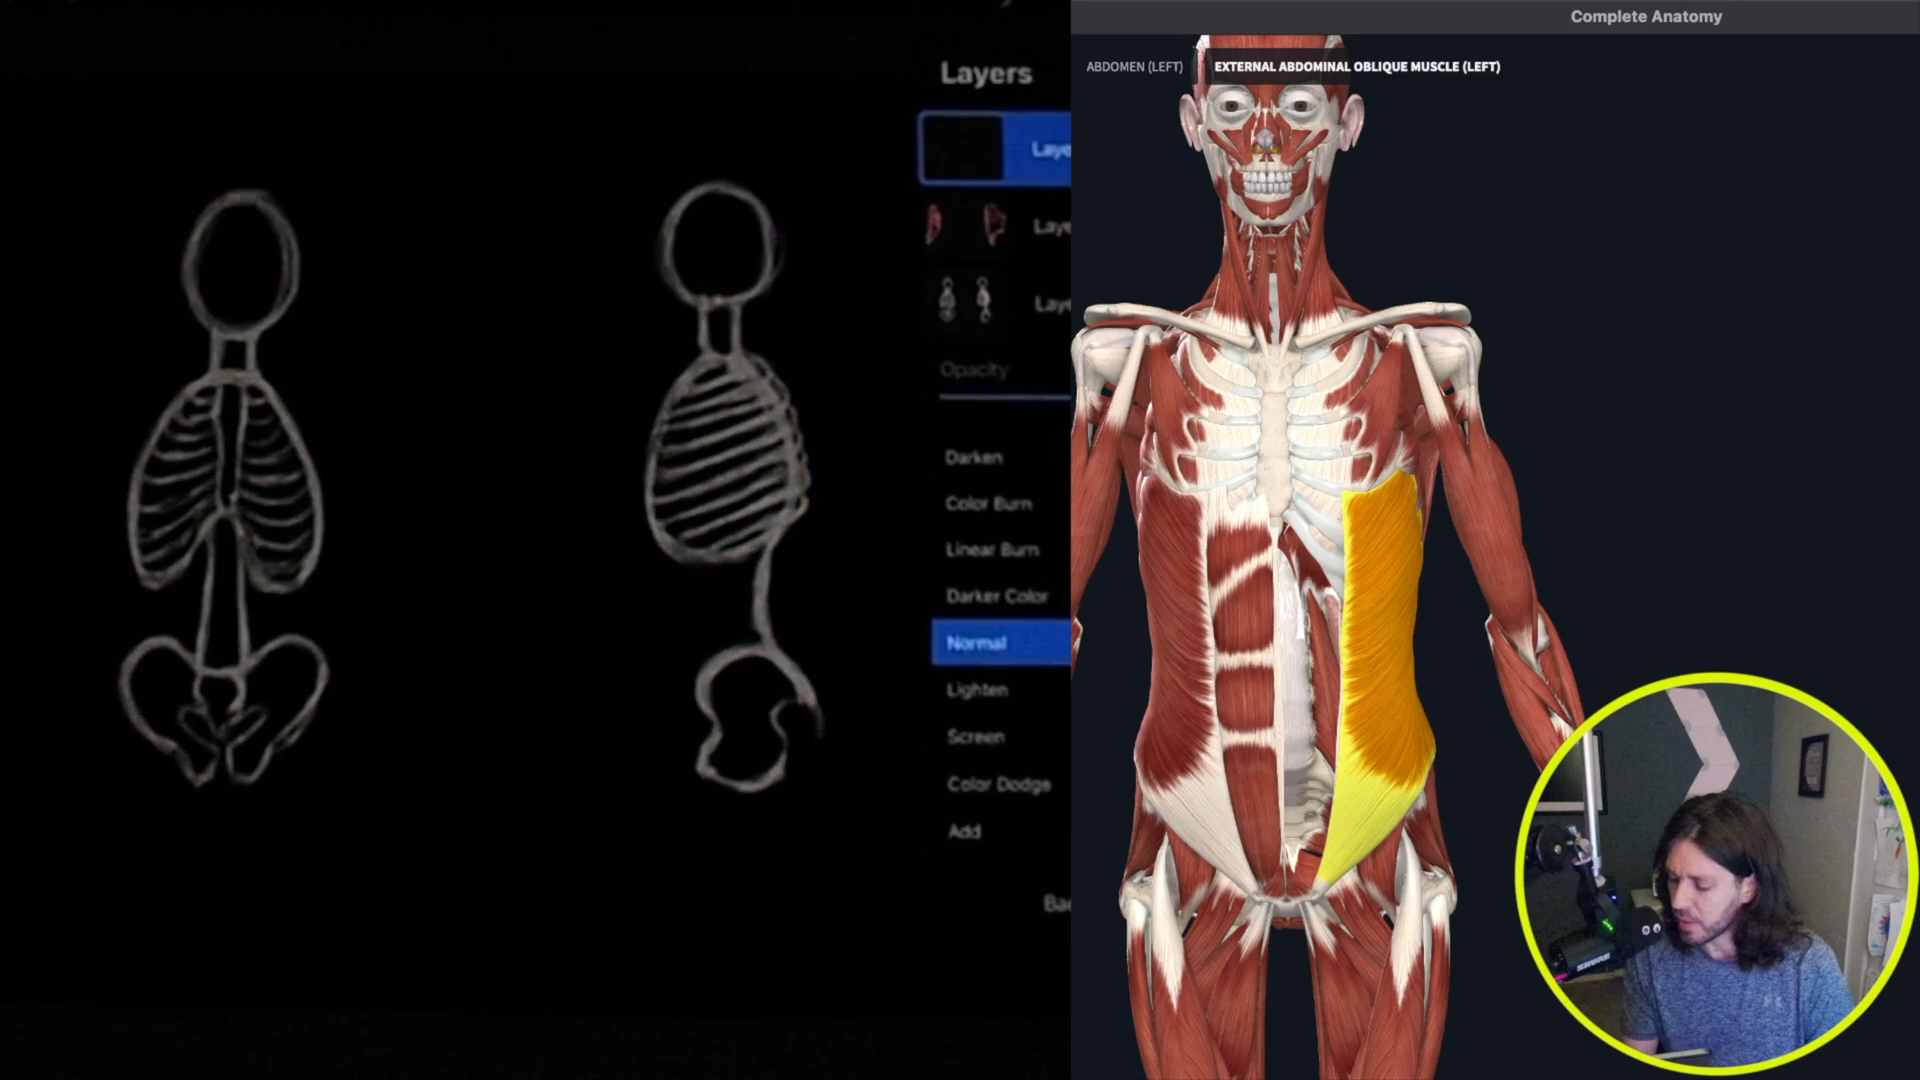 Layers
Opacity
Darken
Color Burn
Linear Burn
Darker Color
Normal
Lighten
Screen
Color Dodge
Add
Complete Anatomy
ABDOMEN (LEFT) EXTERNAL ABDOMINAL OBLIQUE MUSCLE (LEFT)
SHURE